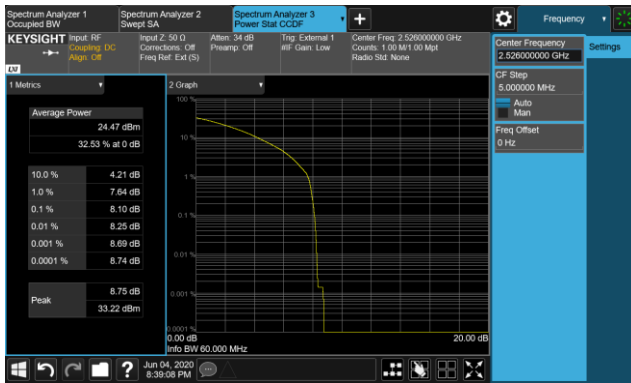 Spectrum Analyzer 1
Occupied BW
Spectrum Analyzer 2
Swept SA
Spectrum Analyzer 3
Power Stat CCDF
Frequency
KEYSIGHT
Input: RF
Coupling: DC
Align: Off
Input Z: 50 Ω
Corrections: Off
Freq Ref: Ext (S)
Atten: 34 dB
Preamp: Off
Trig: External 1
#IF Gain: Low
Center Freq: 2.526000000 GHz
Counts: 1.00 M/1.00 Mpt
Radio Std: None
LXI
Center Frequency
2.526000000 GHz
Settings
CF Step
5.000000 MHz
Auto
Man
Freq Offset
0 Hz
1 Metrics
Average Power
24.47 dBm
32.53 % at 0 dB
10.0 % 4.21 dB
1.0 % 7.64 dB
0.1 % 8.10 dB
0.01 % 8.25 dB
0.001 % 8.69 dB
0.0001 % 8.74 dB
Peak
8.75 dB
33.22 dBm
2 Graph
100 %
10 %
1 %
0.1 %
0.01 %
0.001 %
0.0001 %
0.00 dB
20.00 dB
Info BW 60.000 MHz
?
Jun 04, 2020
8:39:08 PM